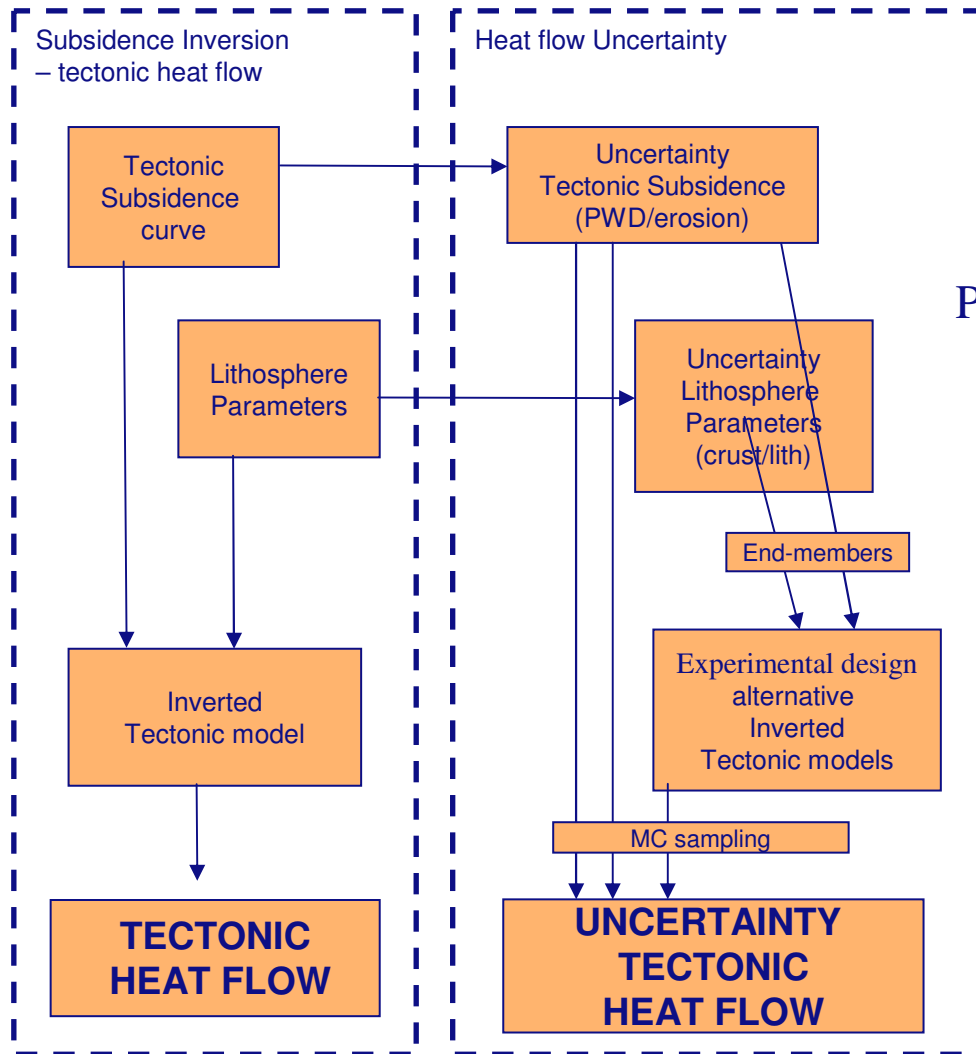 Subsidence Inversion
– tectonic heat flow
Tectonic
Subsidence
curve
Lithosphere
Parameters
Inverted
Tectonic model
TECTONIC
HEAT FLOW
Heat flow Uncertainty
Uncertainty
Tectonic Subsidence
(PWD/erosion)
P
Uncertainty
Lithosphere
Parameters
(crust/lith)
End-members
Experimental design
alternative
Inverted
Tectonic models
MC sampling
UNCERTAINTY
TECTONIC
HEAT FLOW